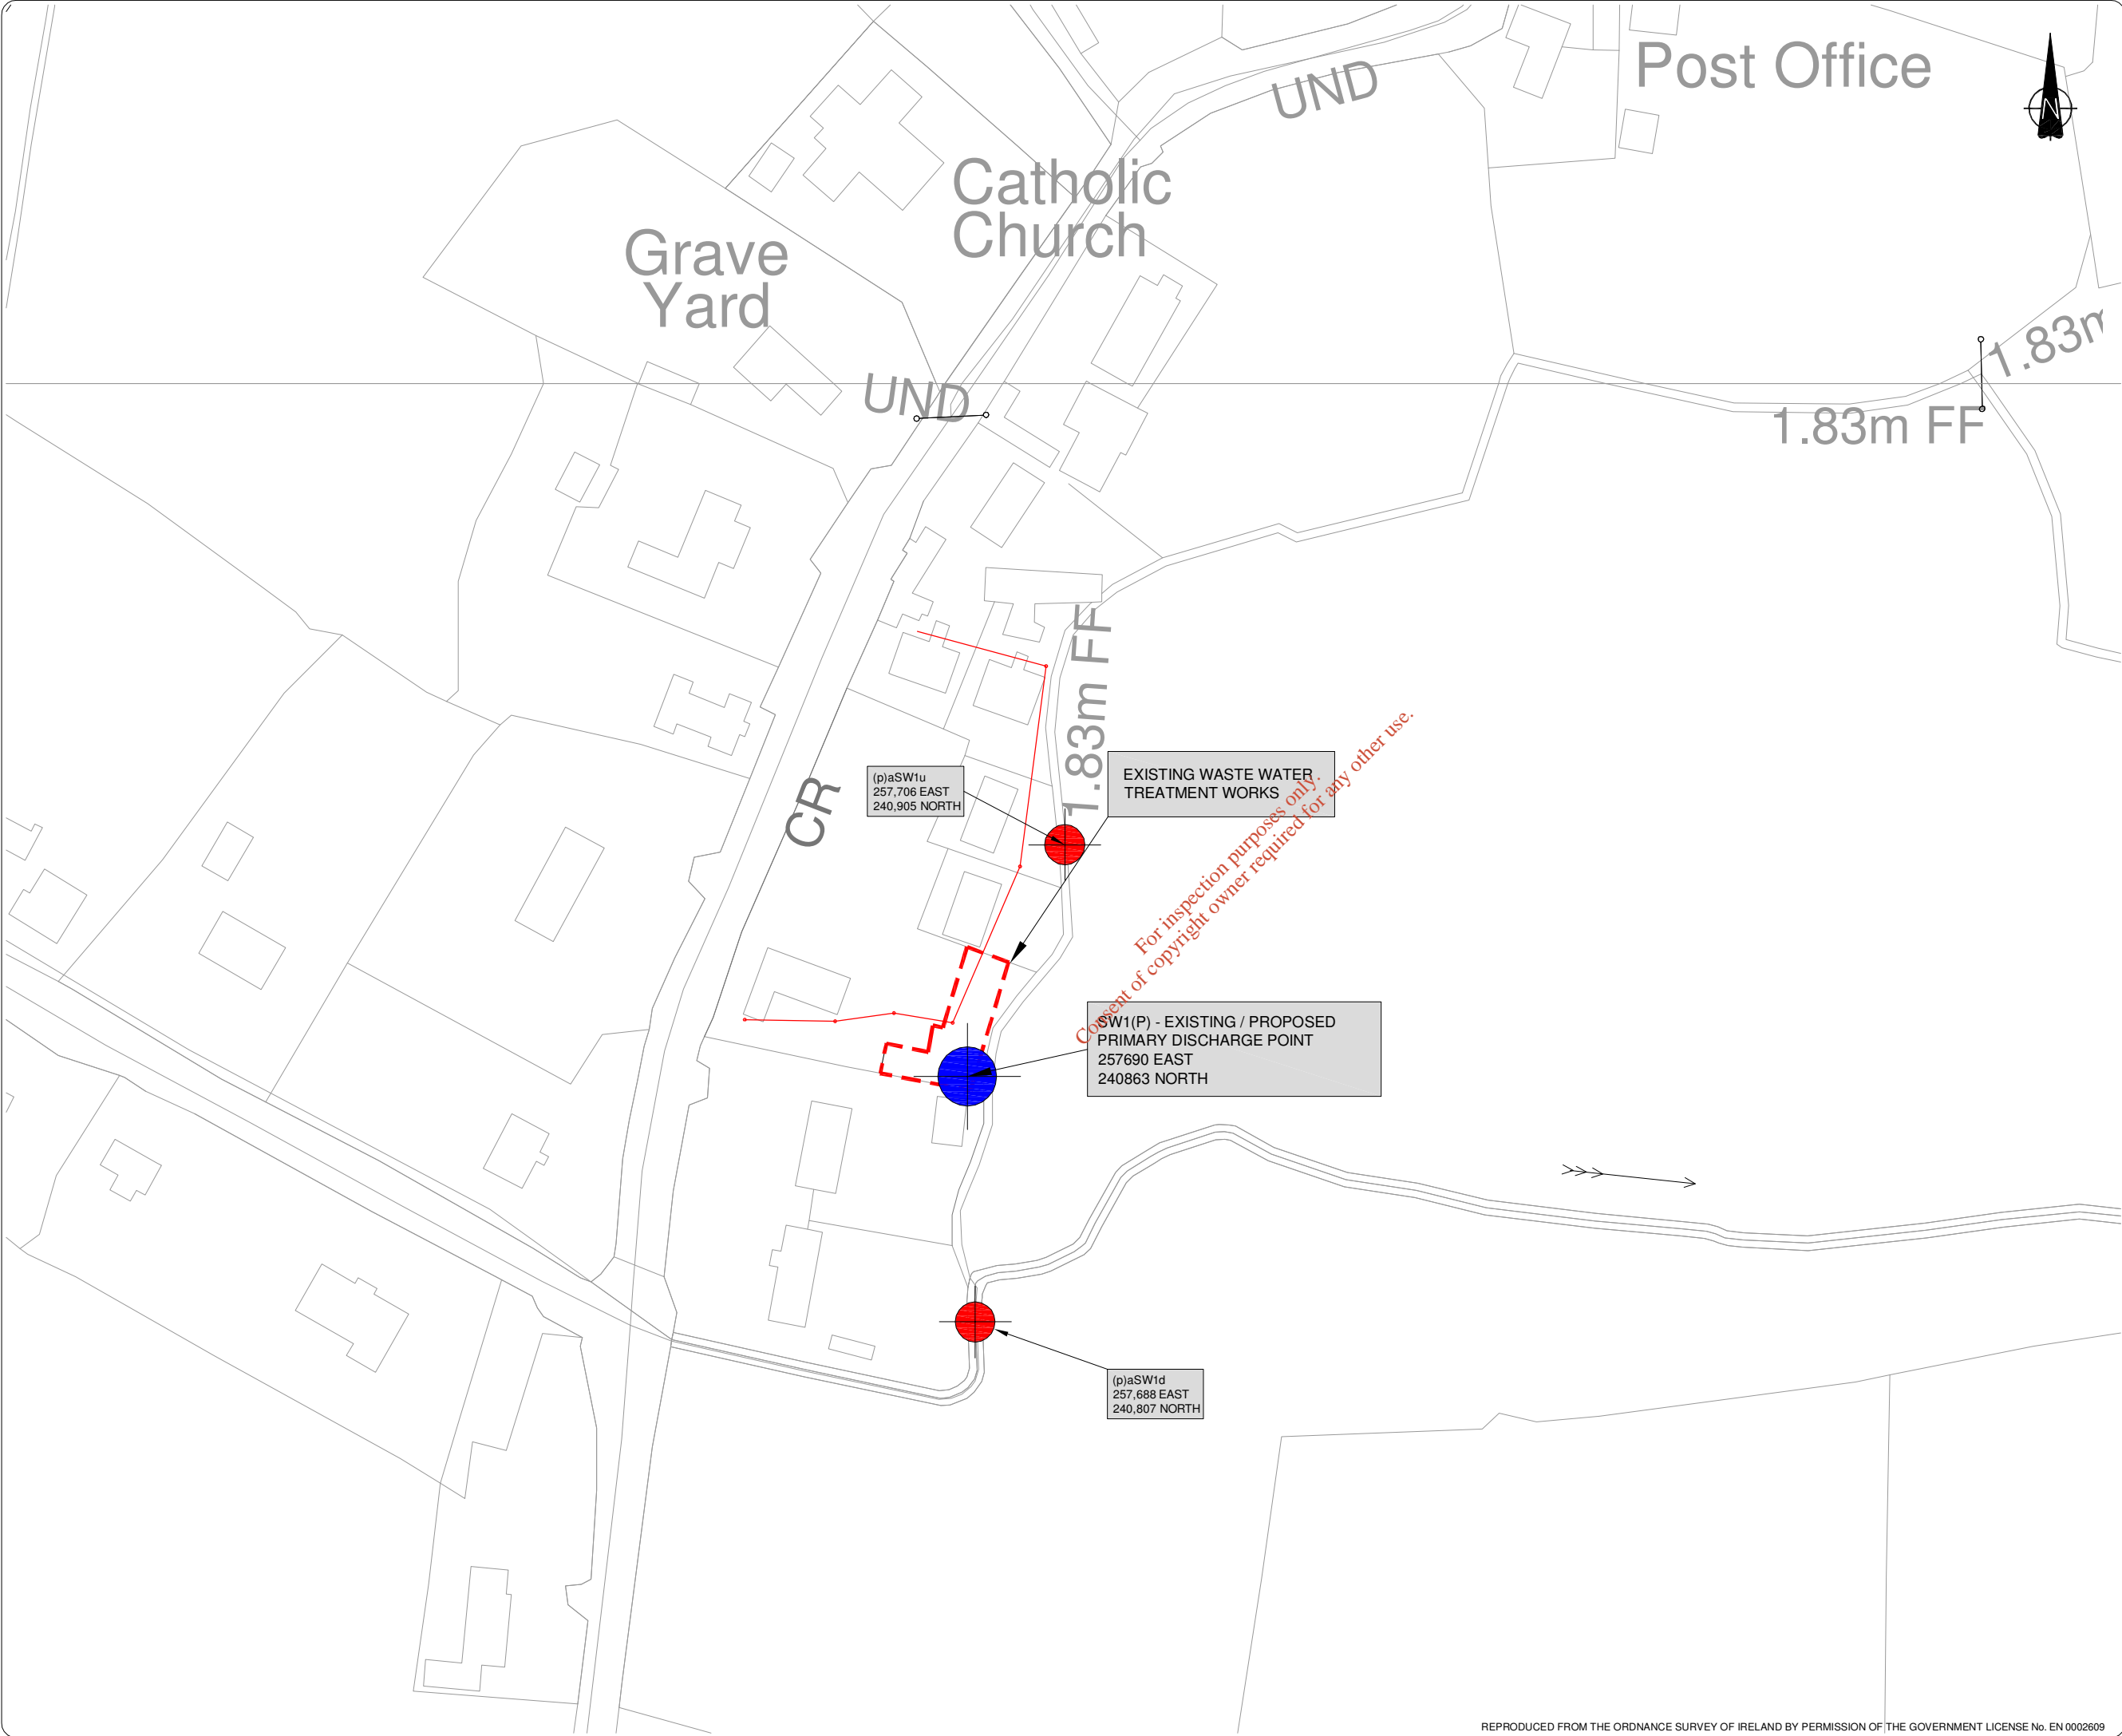 Post Office
N
UND
Catholic
Church
Grave
Yard
UND
1.83m
1.83m FF
1.83m FF
CR
(p)aSW1u
257,706 EAST
240,905 NORTH
EXISTING WASTE WATER
TREATMENT WORKS
For inspection purposes only.
Consent of copyright owner required for any other use.
SW1(P) - EXISTING / PROPOSED
PRIMARY DISCHARGE POINT
257690 EAST
240863 NORTH
(p)aSW1d
257,688 EAST
240,807 NORTH
REPRODUCED FROM THE ORDNANCE SURVEY OF IRELAND BY PERMISSION OF THE GOVERNMENT LICENSE No. EN 0002609